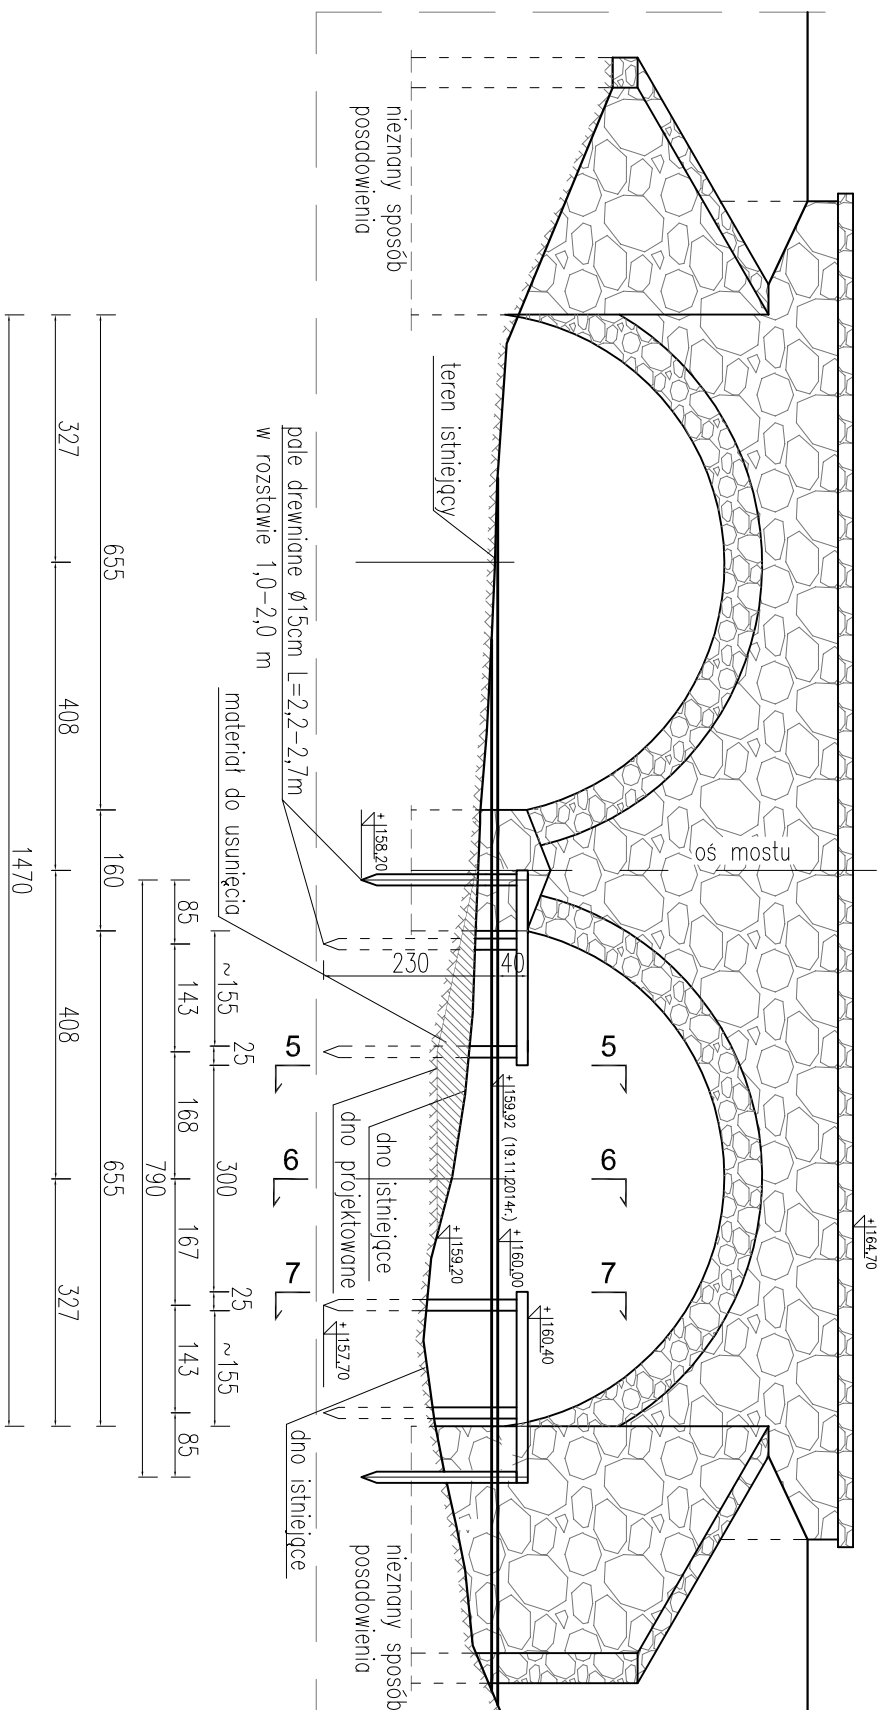 +164,70
oś mostu
nieznany sposób
posadowienia
teren istniejący
pale drewniane ø15cm L=2,2-2,7m
w rozstawie 1,0-2,0 m
materiał do usunięcia
+158,20
230
40
5
5
6
6
7
7
+159,92 (19.11.2014r.)
+160,00
+159,20
+160,40
+157,70
dno istniejące
dno projektowane
dno istniejące
nieznany sposób
posadowienia
~155
25
300
25
~155
85
143
168
167
143
85
790
655
160
655
327
408
408
327
1470